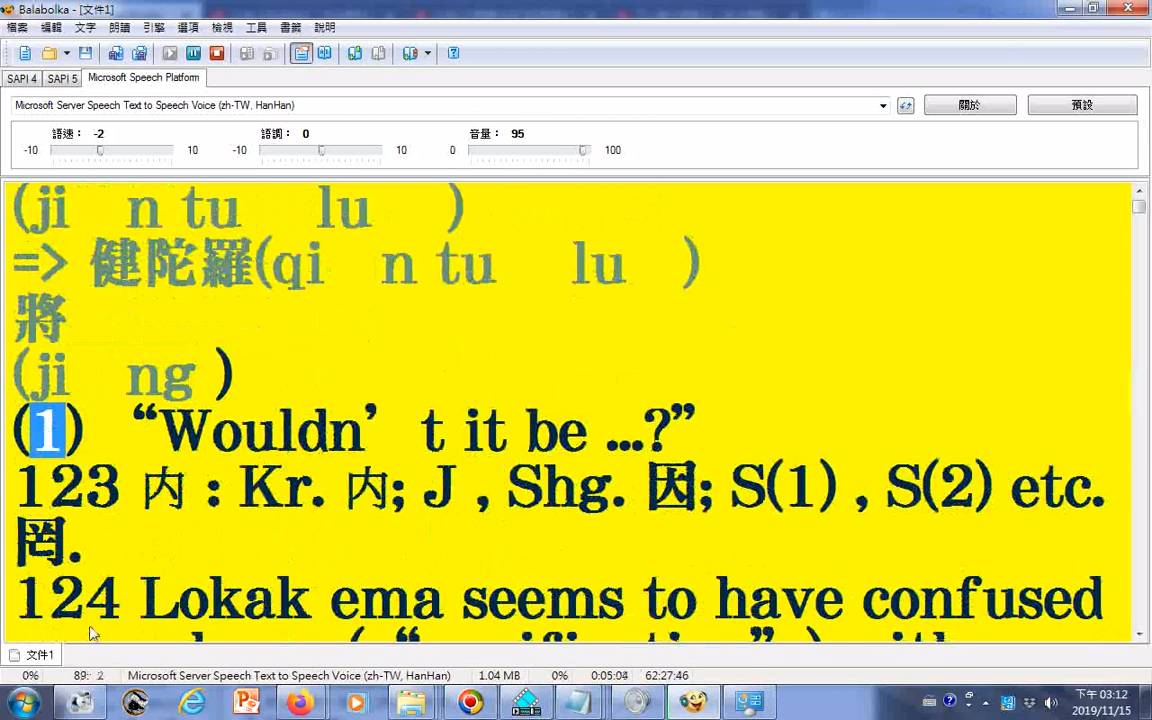 Balabolka - [文件1]
檔案 編輯 文字 朗讀 引擎 選項 檢視 工具 書籤 說明
SAPI 4 SAPI 5 Microsoft Speech Platform
Microsoft Server Speech Text to Speech Voice (zh-TW, HanHan) 關於 預設
語速： -2 語調： 0 音量： 95
-10 10 -10 10 0 100
(ji n tu lu )
=> 健陀羅(qi n tu lu )
將
(ji ng )
(1) “Wouldn’ t it be ...?”
123 内 : Kr. 内; J , Shg. 因; S(1) , S(2) etc.
罔.
124 Lokak ema seems to have confused
文件1
0% 89: 2 Microsoft Server Speech Text to Speech Voice (zh-TW, HanHan) 1.04 MB 0% 0:05:04 62:27:46
下午 03:12
2019/11/15